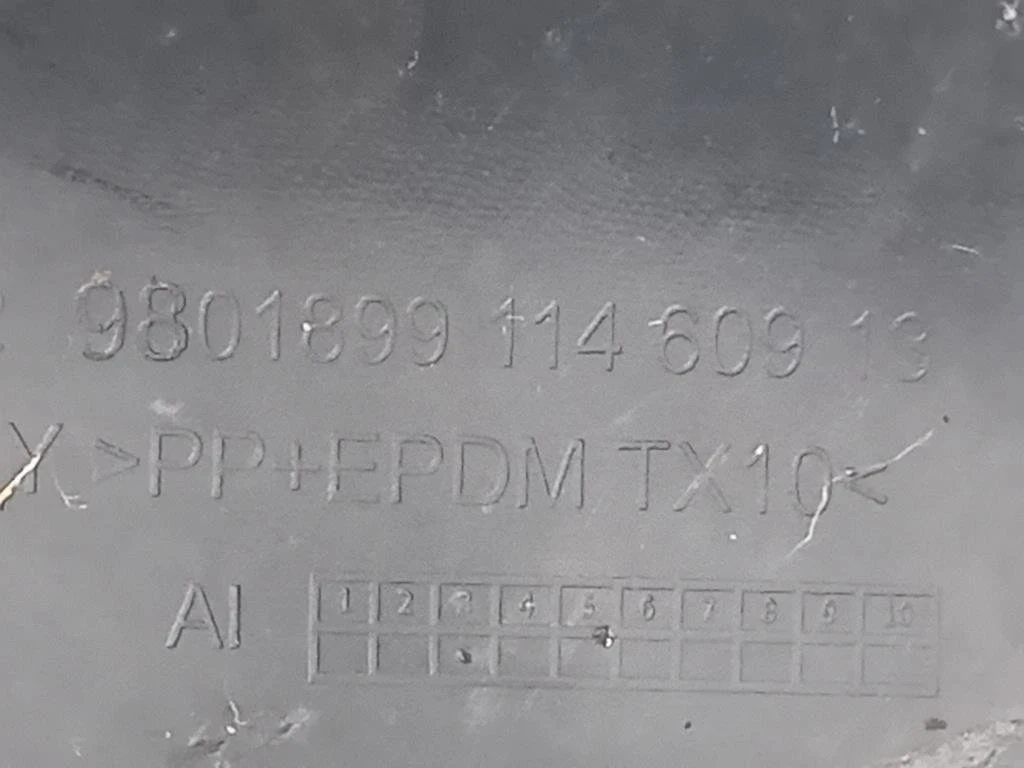 9801899 114 609 13
>PP+EPDM TX10<
AI
1 2 3 4 5 6 7 8 9 10